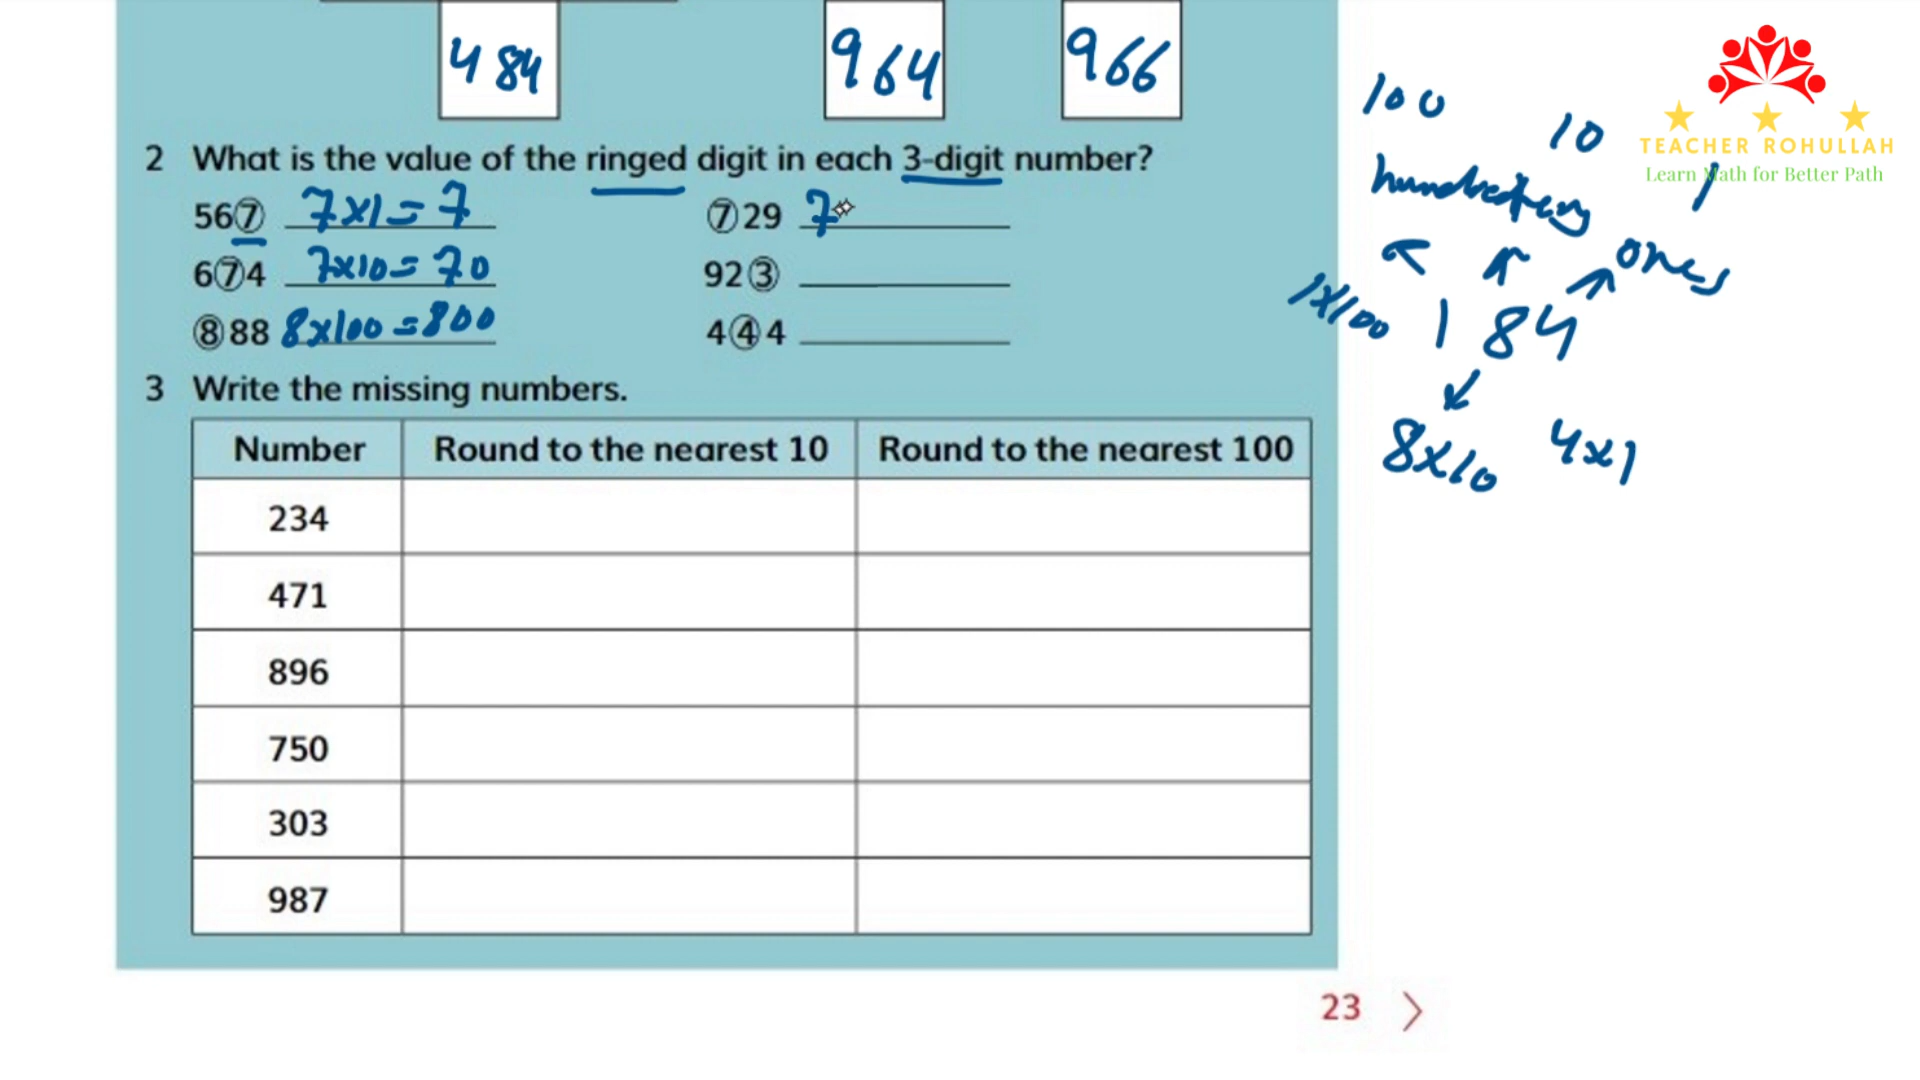 484 964 966
2 What is the value of the ringed digit in each 3-digit number?
567 7x1=7 729 7
674 7x10=70 923
888 8x100=800 444
3 Write the missing numbers.
Number Round to the nearest 10 Round to the nearest 100
234
471
896
750
303
987
23
100 10 1
ones
1x100 184
8x10 4x1
TEACHER ROHULLAH
Learn Math for Better Path